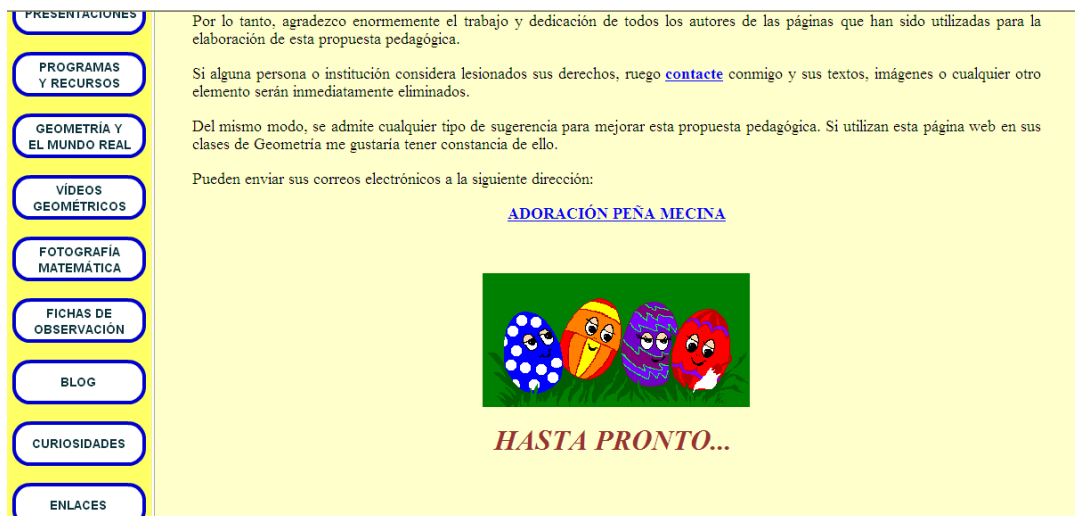 PRESENTACIONES
PROGRAMAS
Y RECURSOS
GEOMETRÍA Y
EL MUNDO REAL
VÍDEOS
GEOMÉTRICOS
FOTOGRAFÍA
MATEMÁTICA
FICHAS DE
OBSERVACIÓN
BLOG
CURIOSIDADES
ENLACES
Por lo tanto, agradezco enormemente el trabajo y dedicación de todos los autores de las páginas que han sido utilizadas para la
elaboración de esta propuesta pedagógica.
Si alguna persona o institución considera lesionados sus derechos, ruego contacte conmigo y sus textos, imágenes o cualquier otro
elemento serán inmediatamente eliminados.
Del mismo modo, se admite cualquier tipo de sugerencia para mejorar esta propuesta pedagógica. Si utilizan esta página web en sus
clases de Geometría me gustaría tener constancia de ello.
Pueden enviar sus correos electrónicos a la siguiente dirección:
ADORACIÓN PEÑA MECINA
HASTA PRONTO...